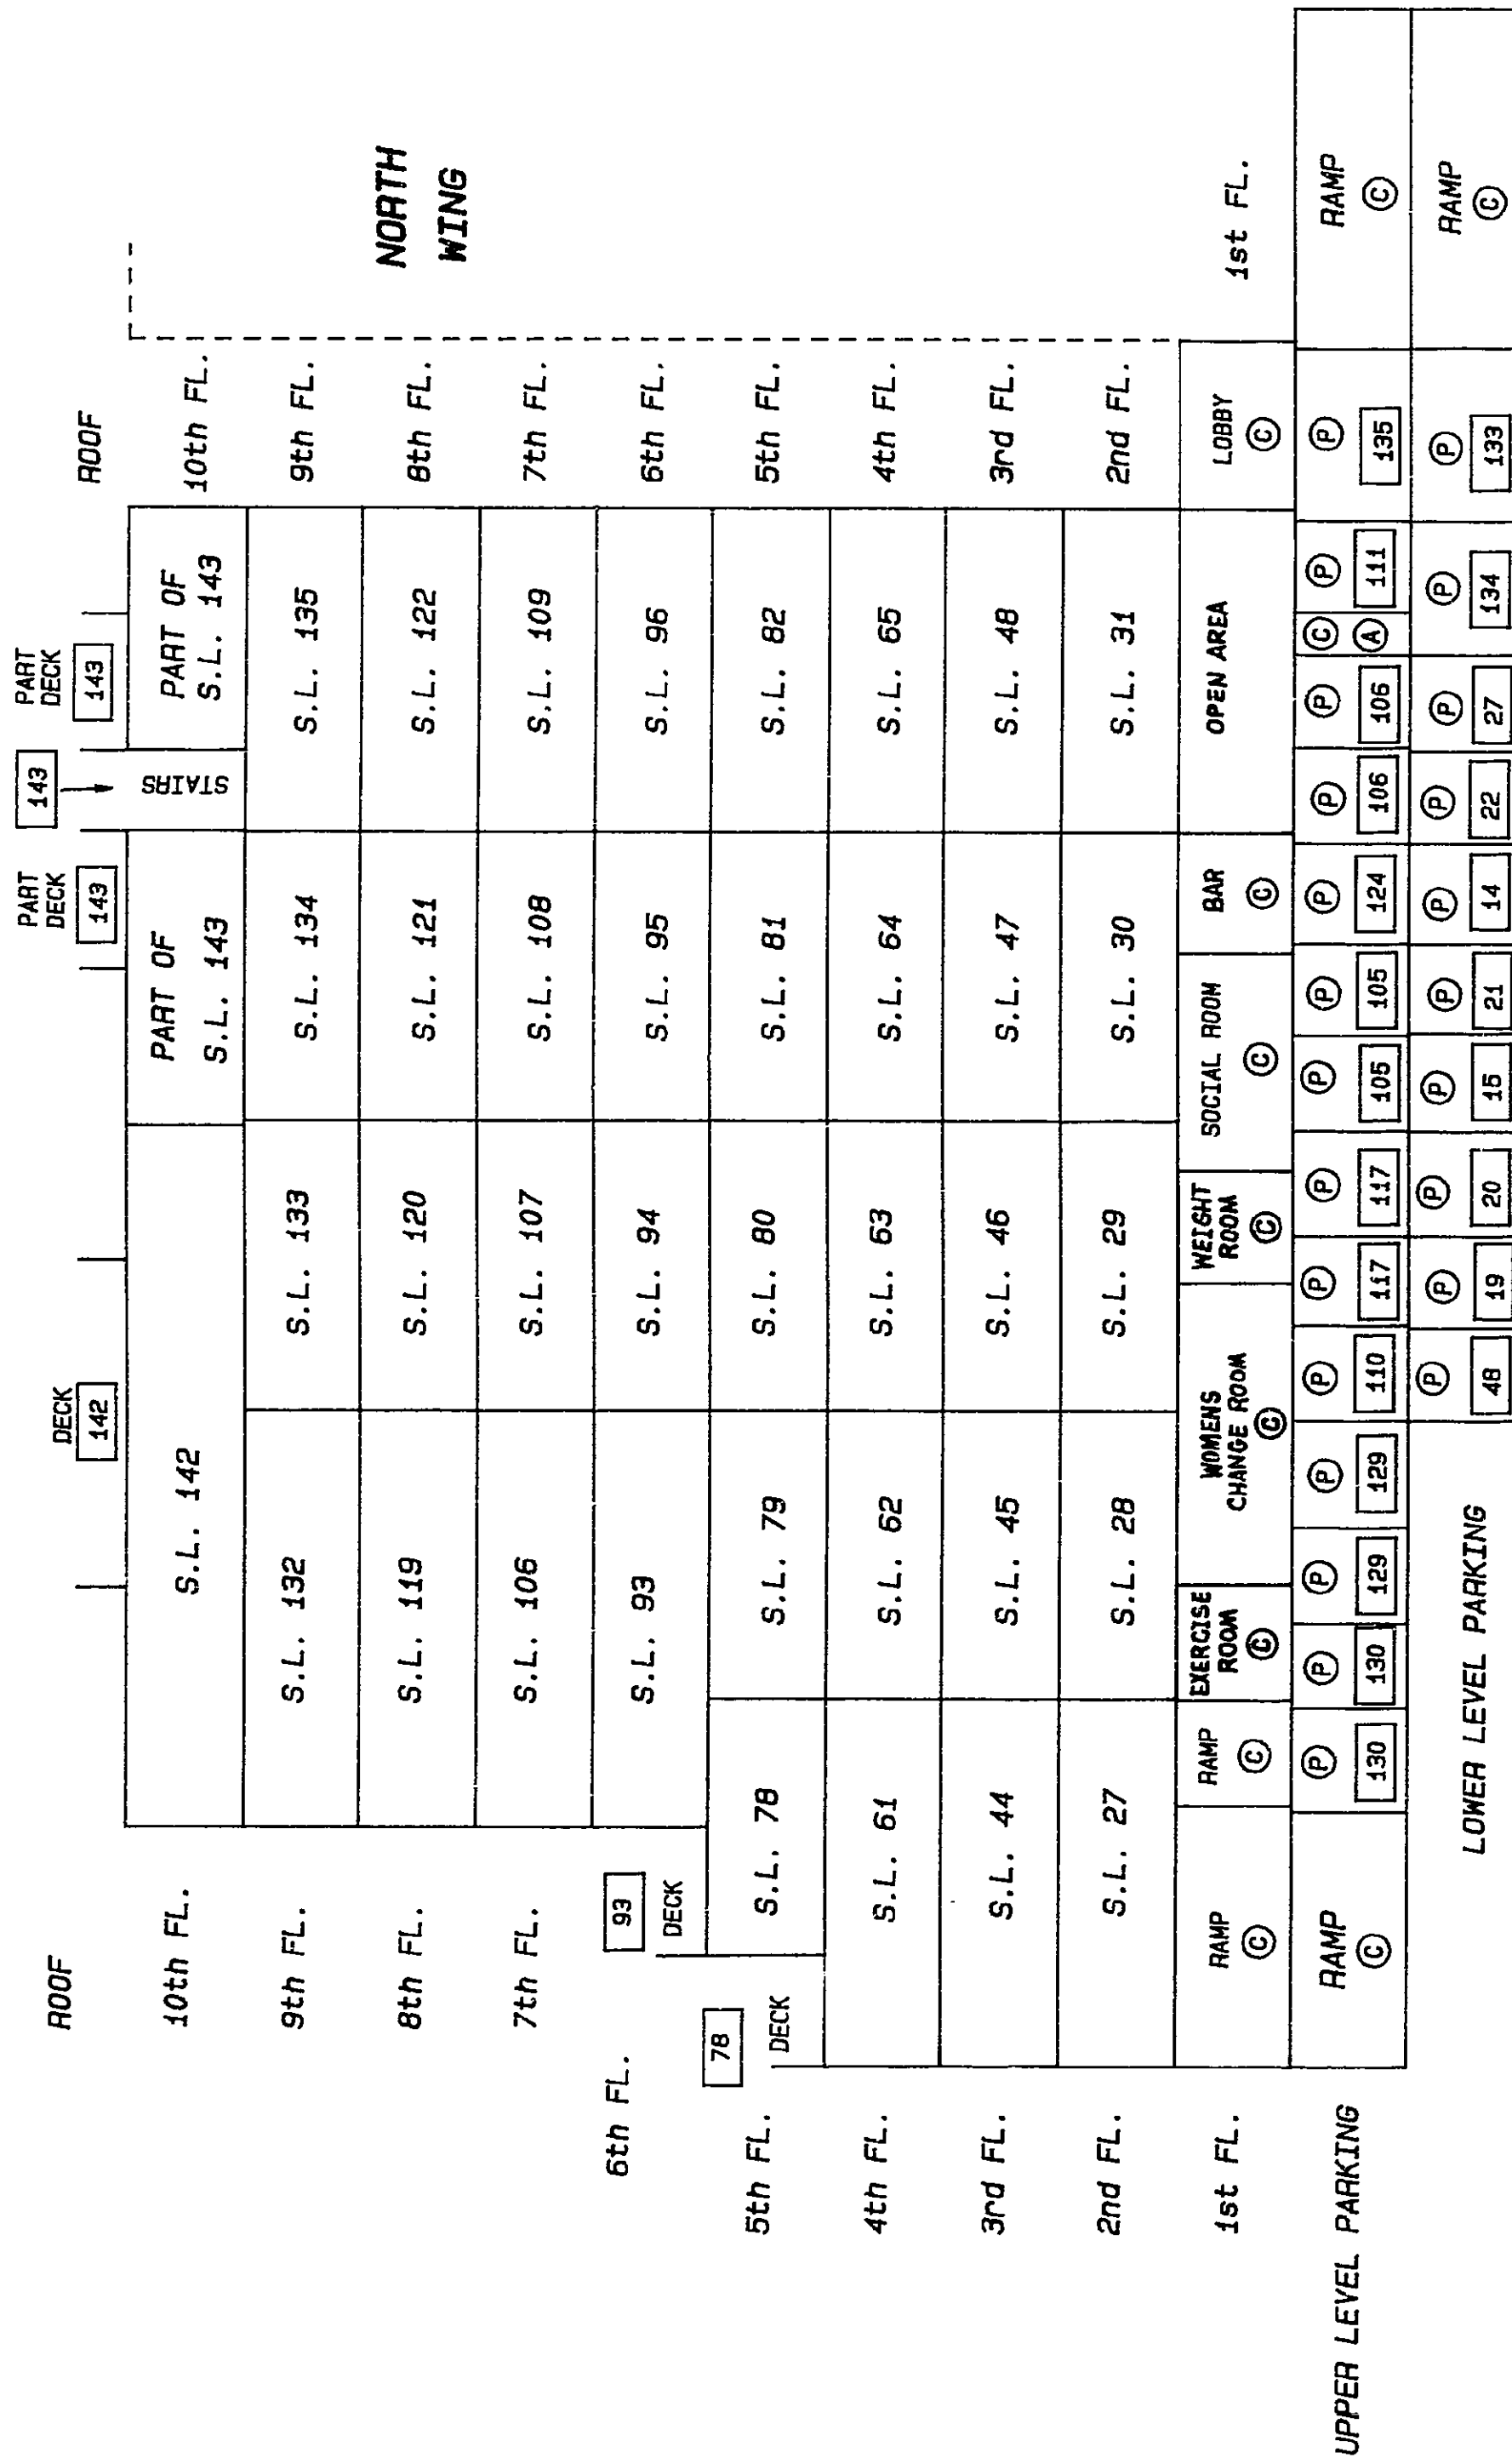 PART
DECK
143
143
PART
DECK
143
DECK
142
ROOF
ROOF
10th FL.
S.L. 142
PART OF
S.L. 143
STAIRS
PART OF
S.L. 143
10th FL.
9th FL.
S.L. 132
S.L. 133
S.L. 134
S.L. 135
9th FL.
8th FL.
S.L. 119
S.L. 120
S.L. 121
S.L. 122
8th FL.
7th FL.
S.L. 106
S.L. 107
S.L. 108
S.L. 109
7th FL.
NORTH
WING
6th FL.
93
DECK
S.L. 93
S.L. 94
S.L. 95
S.L. 96
6th FL.
5th FL.
78
DECK
S.L. 78
S.L. 79
S.L. 80
S.L. 81
S.L. 82
5th FL.
4th FL.
S.L. 61
S.L. 62
S.L. 63
S.L. 64
S.L. 65
4th FL.
3rd FL.
S.L. 44
S.L. 45
S.L. 46
S.L. 47
S.L. 48
3rd FL.
2nd FL.
S.L. 27
S.L. 28
S.L. 29
S.L. 30
S.L. 31
2nd FL.
1st FL.
RAMP
C
RAMP
C
EXERCISE
ROOM
C
WOMENS
CHANGE ROOM
C
WEIGHT
ROOM
C
SOCIAL ROOM
C
BAR
C
OPEN AREA
LOBBY
C
1st FL.
UPPER LEVEL PARKING
RAMP
C
P
130
P
130
P
129
P
129
P
110
P
117
P
117
P
105
P
105
P
124
P
106
P
106
C
A
P
111
P
135
RAMP
C
LOWER LEVEL PARKING
P
48
P
19
P
20
P
15
P
21
P
14
P
22
P
27
P
134
P
133
RAMP
C